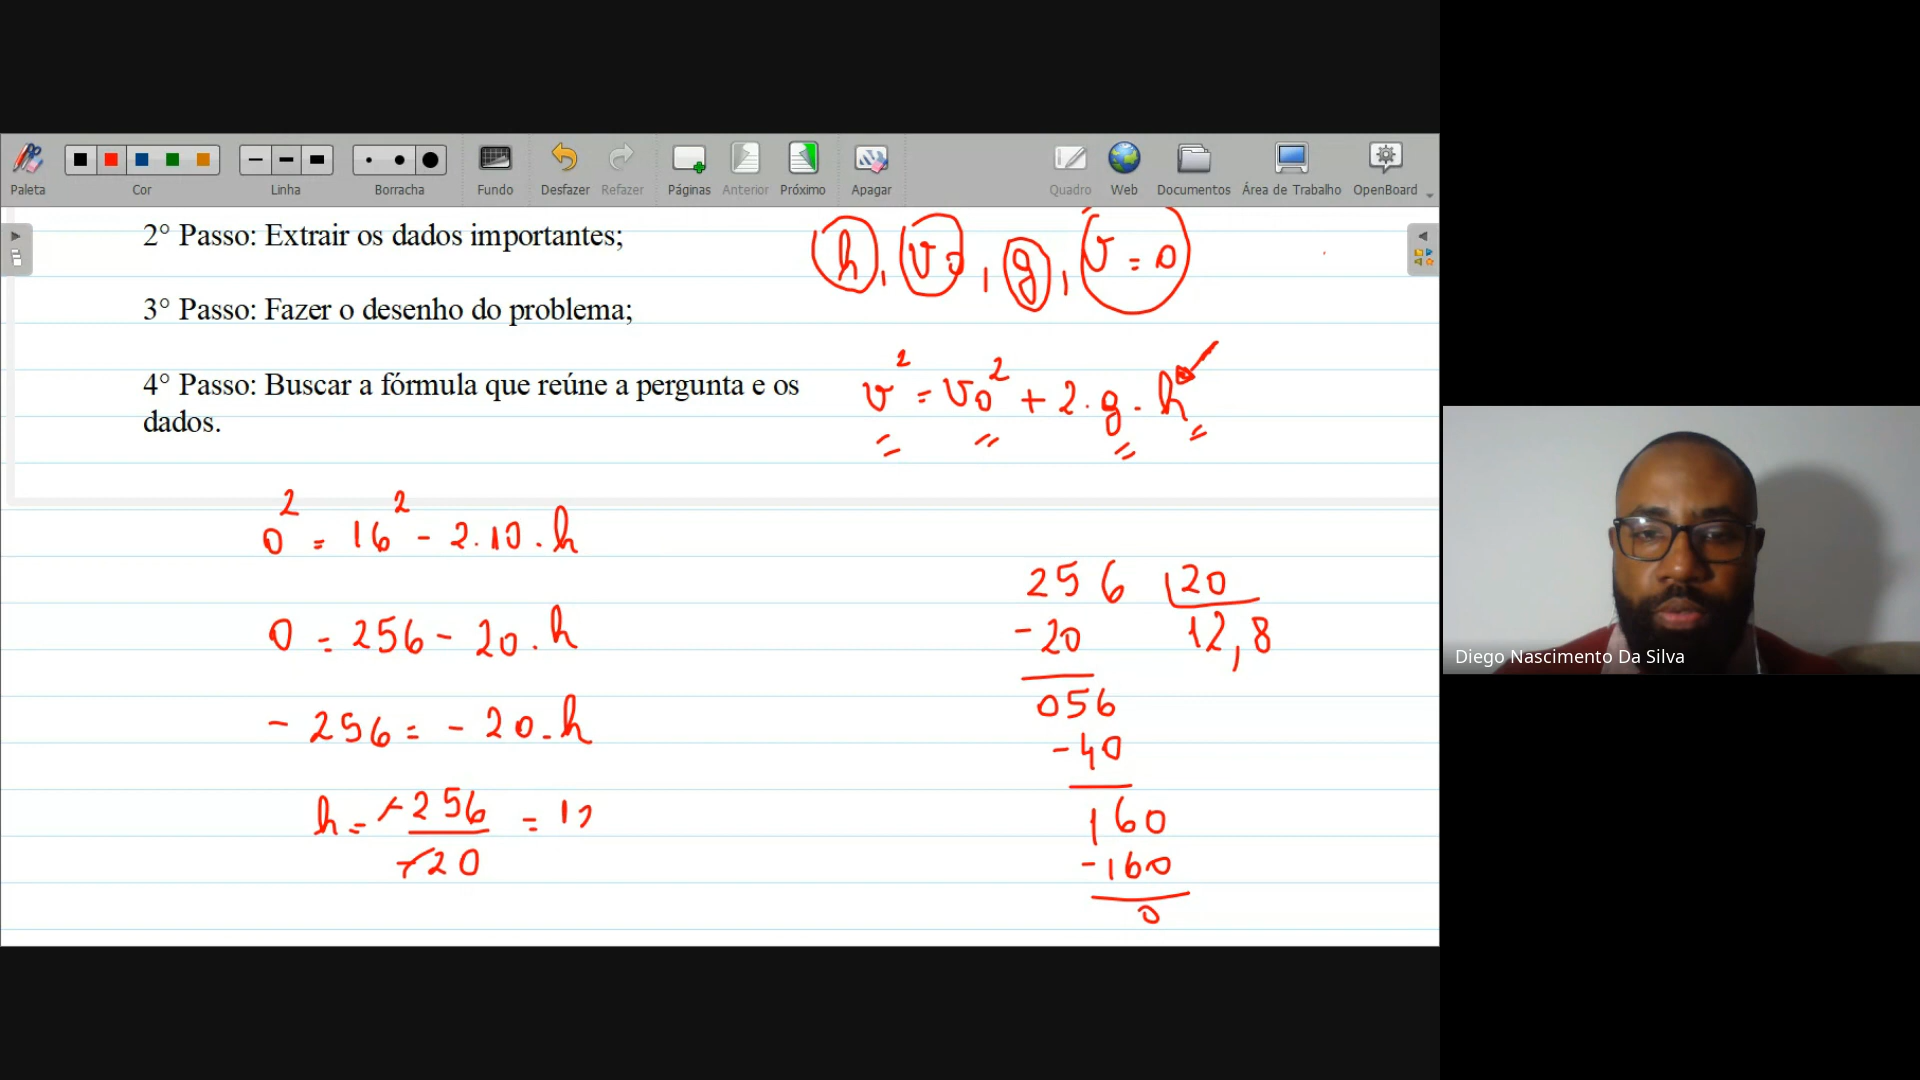 Paleta Cor Linha Borracha Fundo Desfazer Refazer Páginas Anterior Próximo Apagar Quadro Web Documentos Área de Trabalho OpenBoard
2° Passo: Extrair os dados importantes;
h, v0, g, v = 0
3° Passo: Fazer o desenho do problema;
4° Passo: Buscar a fórmula que reúne a pergunta e os
dados.
v² = v0² + 2.g.h
0² = 16² - 2.10.h
0 = 256 - 20.h
- 256 = - 20.h
h = -256/-20 = 12
256 |20
-20 12,8
056
-40
160
-160
0
Diego Nascimento Da Silva